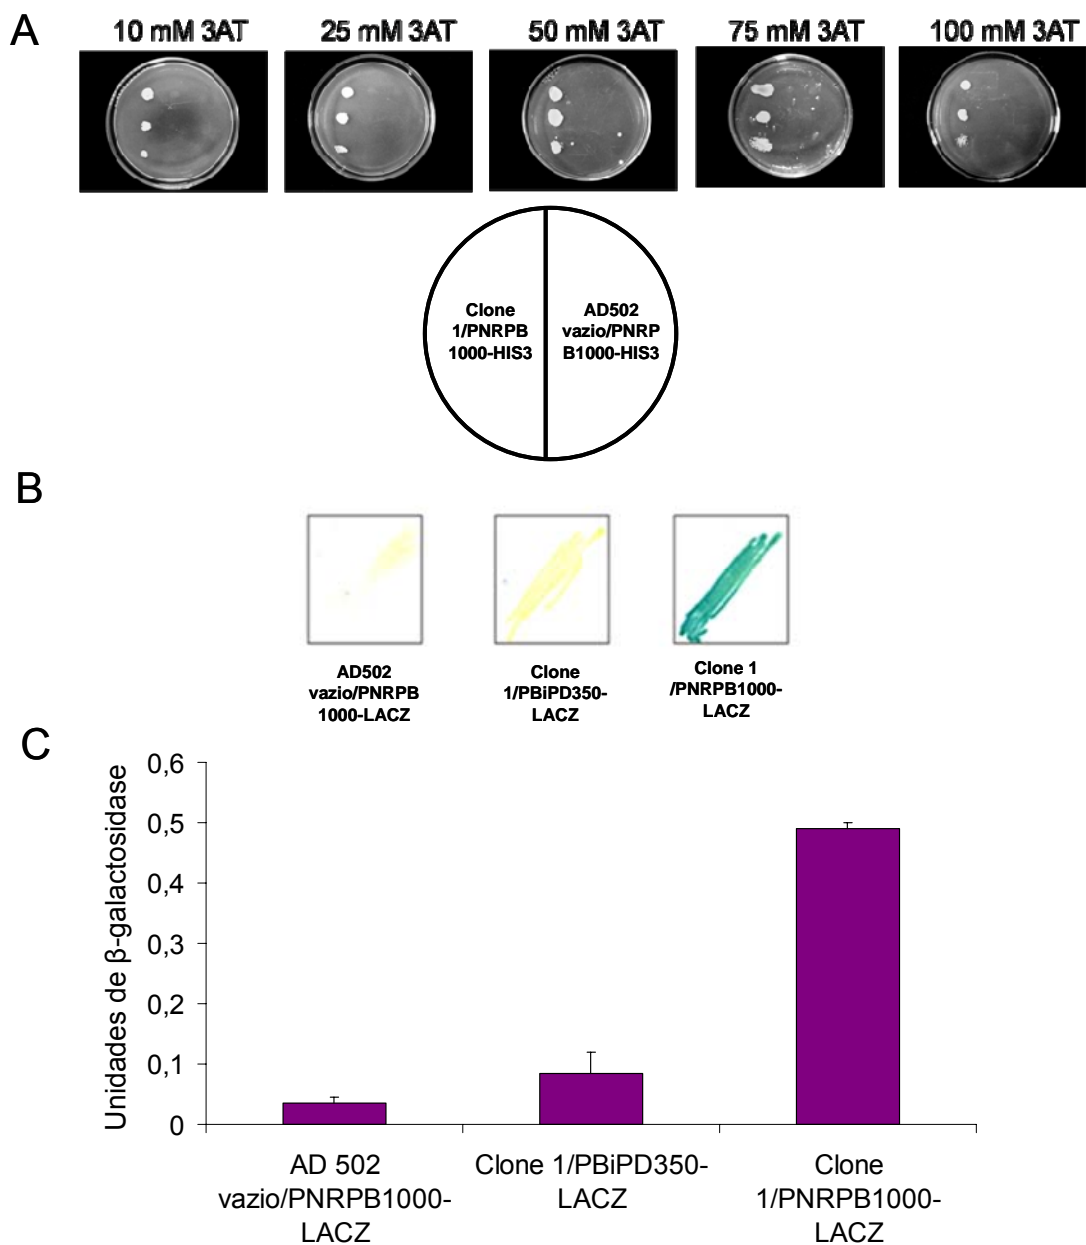 A
10 mM 3AT 25 mM 3AT 50 mM 3AT 75 mM 3AT 100 mM 3AT
Clone
1/PNRPB
1000-HIS3
AD502
vazio/PNRP
B1000-HIS3
B
AD502
vazio/PNRPB
1000-LACZ
Clone
1/PBiPD350-
LACZ
Clone 1
/PNRPB1000-
LACZ
C
Unidades de β-galactosidase
0,6
0,5
0,4
0,3
0,2
0,1
0
AD 502
vazio/PNRPB1000-
LACZ
Clone 1/PBiPD350-
LACZ
Clone
1/PNRPB1000-
LACZ